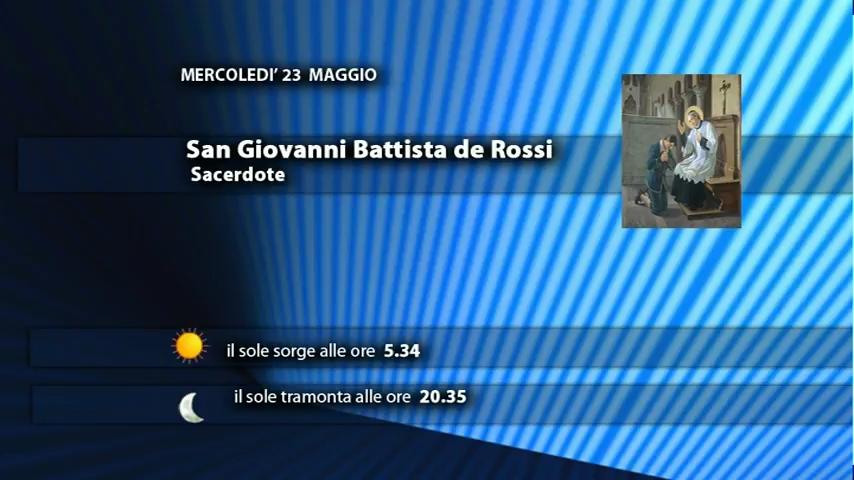 MERCOLEDI’ 23 MAGGIO
San Giovanni Battista de Rossi
Sacerdote
il sole sorge alle ore 5.34
il sole tramonta alle ore 20.35